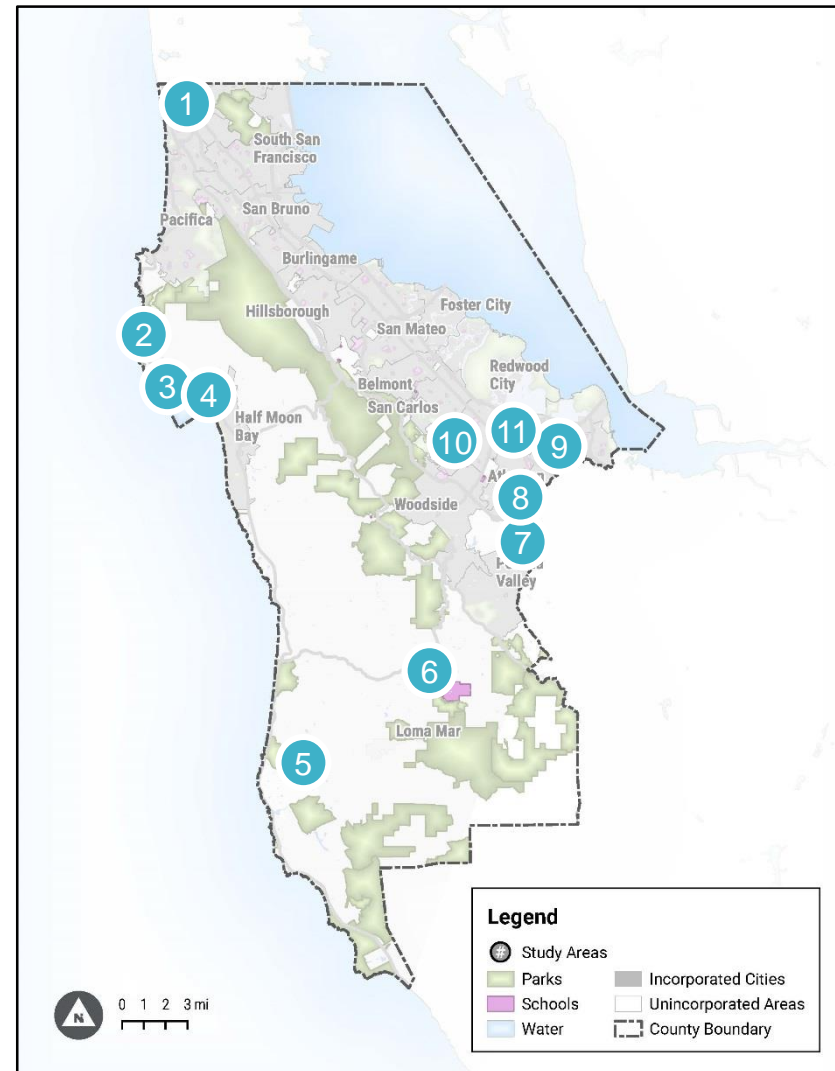 1
South San
Francisco
San Bruno
Pacifica
Burlingame
Hillsborough
Foster City
2
San Mateo
Redwood
City
3
4
Belmont
San Carlos
Half Moon
Bay
10
11
9
8
Woodside
7
Valley
6
Loma Mar
5
Legend
# Study Areas
Parks
Incorporated Cities
Schools
Unincorporated Areas
Water
County Boundary
N
0 1 2 3 mi